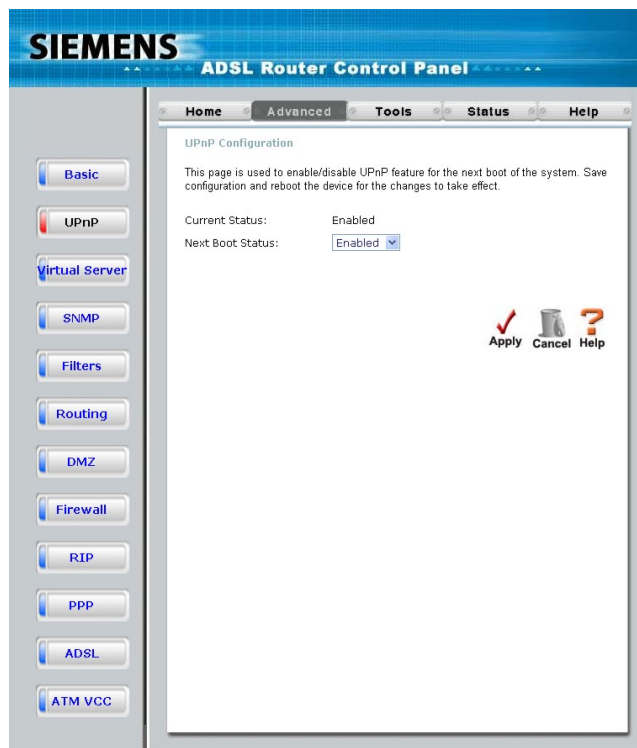 SIEMENS
ADSL Router Control Panel
Home Advanced Tools Status Help
Basic
UPnP
Virtual Server
SNMP
Filters
Routing
DMZ
Firewall
RIP
PPP
ADSL
ATM VCC
UPnP Configuration
This page is used to enable/disable UPnP feature for the next boot of the system. Save
configuration and reboot the device for the changes to take effect.
Current Status: Enabled
Next Boot Status: Enabled
Apply Cancel Help